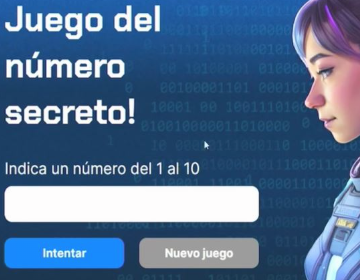 Juego del
número
secreto!
Indica un número del 1 al 10
Intentar
Nuevo juego